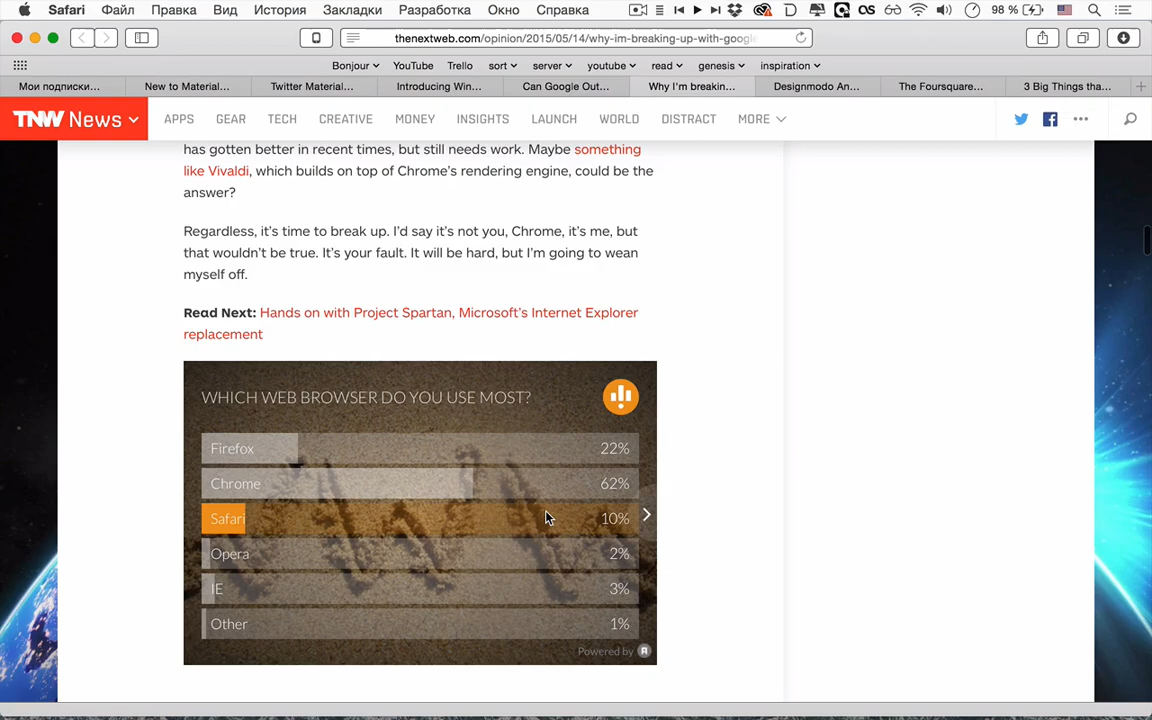 Safari Файл Правка Вид История Закладки Разработка Окно Справка 98 %
thenextweb.com/opinion/2015/05/14/why-im-breaking-up-with-googl
Bonjour YouTube Trello sort server youtube read genesis inspiration
Мои подписки... New to Material... Twitter Material... Introducing Win... Can Google Out... Why I'm breakin... Designmodo An... The Foursquare... 3 Big Things tha...
TNW News APPS GEAR TECH CREATIVE MONEY INSIGHTS LAUNCH WORLD DISTRACT MORE
has gotten better in recent times, but still needs work. Maybe something
like Vivaldi, which builds on top of Chrome's rendering engine, could be the
answer?
Regardless, it's time to break up. I'd say it's not you, Chrome, it's me, but
that wouldn't be true. It's your fault. It will be hard, but I'm going to wean
myself off.
Read Next: Hands on with Project Spartan, Microsoft's Internet Explorer
replacement
WHICH WEB BROWSER DO YOU USE MOST?
Firefox 22%
Chrome 62%
Safari 10%
Opera 2%
IE 3%
Other 1%
Powered by